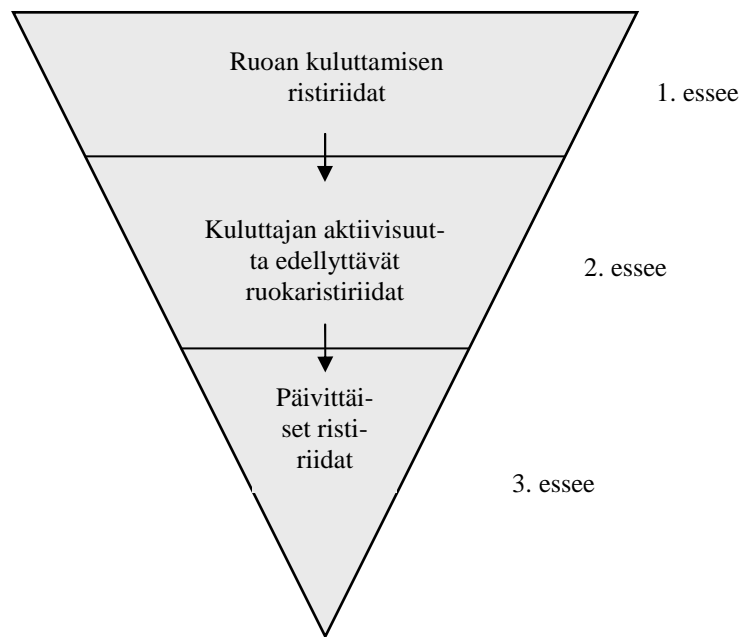 Ruoan kuluttamisen
ristiriidat
1. essee
Kuluttajan aktiivisuut-
ta edellyttävät
ruokaristiriidat
2. essee
Päivittäi-
set risti-
riidat
3. essee